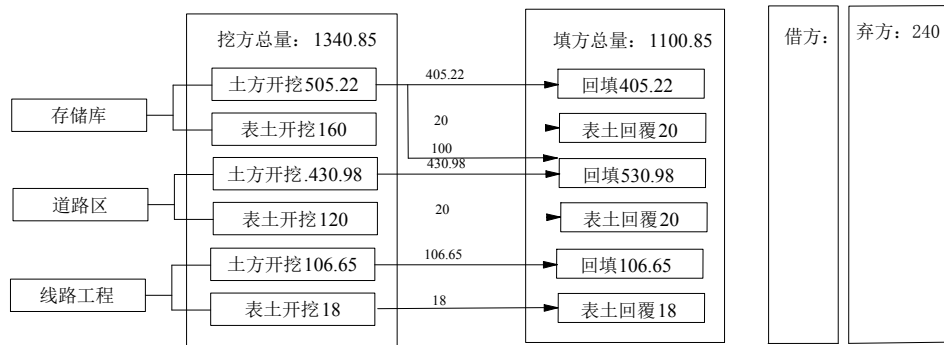 挖方总量：1340.85
填方总量：1100.85
借方：
弃方：240
土方开挖505.22
405.22
回填405.22
存储库
表土开挖160
20
表土回覆20
100
土方开挖.430.98
430.98
回填530.98
道路区
表土开挖120
20
表土回覆20
土方开挖106.65
106.65
回填106.65
线路工程
表土开挖18
18
表土回覆18